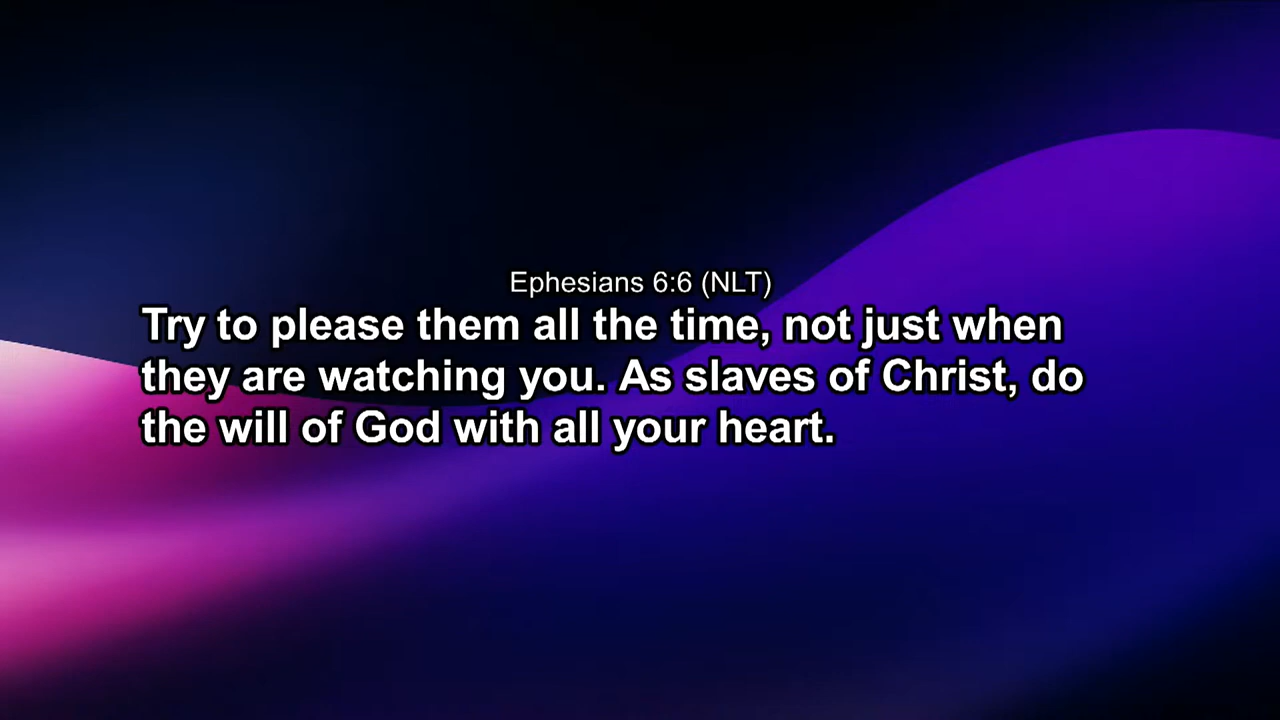 Ephesians 6:6 (NLT)
Try to please them all the time, not just when
they are watching you. As slaves of Christ, do
the will of God with all your heart.